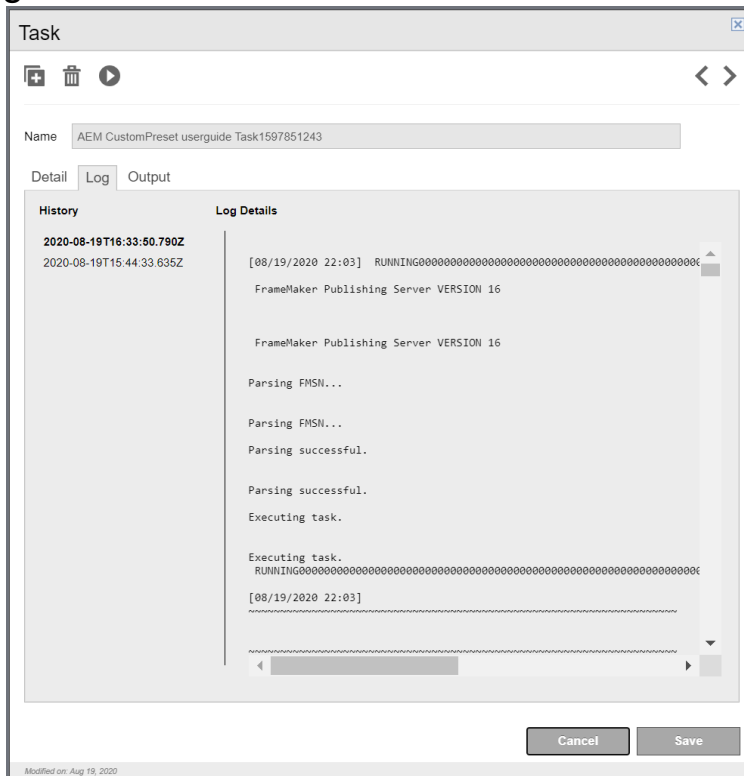 Task
Name AEM CustomPreset userguide Task1597851243
Detail Log Output
History Log Details
2020-08-19T16:33:50.790Z
2020-08-19T15:44:33.635Z
[08/19/2020 22:03] RUNNING00000000000000000000000000000000000000000000
FrameMaker Publishing Server VERSION 16
FrameMaker Publishing Server VERSION 16
Parsing FMSN...
Parsing FMSN...
Parsing successful.
Parsing successful.
Executing task.
Executing task.
RUNNING00000000000000000000000000000000000000000000000000000000000000
[08/19/2020 22:03]
~~~~~~~~~~~~~~~~~~~~~~~~~~~~~~~~~~~~~~~~~~~~~~~~~~~~~~~~~~~~~~~~~~~~
~~~~~~~~~~~~~~~~~~~~~~~~~~~~~~~~~~~~~~~~~~~~~~~~~~~~~~~~~~~~~~~~~~~~
Cancel Save
Modified on: Aug 19, 2020